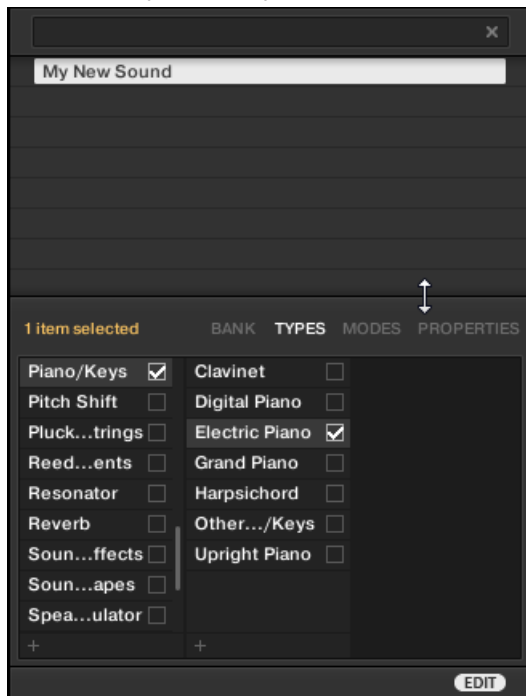 My New Sound
1 item selected
BANK TYPES MODES PROPERTIES
Piano/Keys
Pitch Shift
Pluck...trings
Reed...ents
Resonator
Reverb
Soun...ffects
Soun...apes
Spea...ulator
+
Clavinet
Digital Piano
Electric Piano
Grand Piano
Harpsichord
Other.../Keys
Upright Piano
+
EDIT